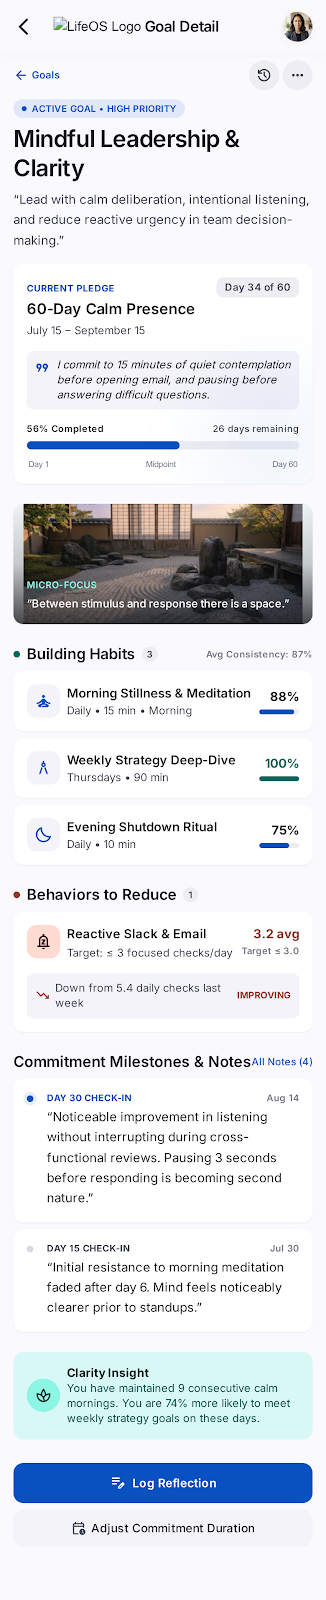 LifeOS Logo Goal Detail
Goals
ACTIVE GOAL • HIGH PRIORITY
Mindful Leadership &
Clarity
“Lead with calm deliberation, intentional listening,
and reduce reactive urgency in team decision-
making.”
CURRENT PLEDGE
Day 34 of 60
60-Day Calm Presence
July 15 – September 15
I commit to 15 minutes of quiet contemplation
before opening email, and pausing before
answering difficult questions.
56% Completed
26 days remaining
Day 1
Midpoint
Day 60
MICRO-FOCUS
“Between stimulus and response there is a space.”
Building Habits 3
Avg Consistency: 87%
Morning Stillness & Meditation
88%
Daily • 15 min • Morning
Weekly Strategy Deep-Dive
100%
Thursdays • 90 min
Evening Shutdown Ritual
75%
Daily • 10 min
Behaviors to Reduce 1
Reactive Slack & Email
3.2 avg
Target: ≤ 3 focused checks/day
Target ≤ 3.0
Down from 5.4 daily checks last
week
IMPROVING
Commitment Milestones & Notes
All Notes (4)
DAY 30 CHECK-IN
Aug 14
“Noticeable improvement in listening
without interrupting during cross-
functional reviews. Pausing 3 seconds
before responding is becoming second
nature.”
DAY 15 CHECK-IN
Jul 30
“Initial resistance to morning meditation
faded after day 6. Mind feels noticeably
clearer prior to standups.”
Clarity Insight
You have maintained 9 consecutive calm
mornings. You are 74% more likely to meet
weekly strategy goals on these days.
Log Reflection
Adjust Commitment Duration